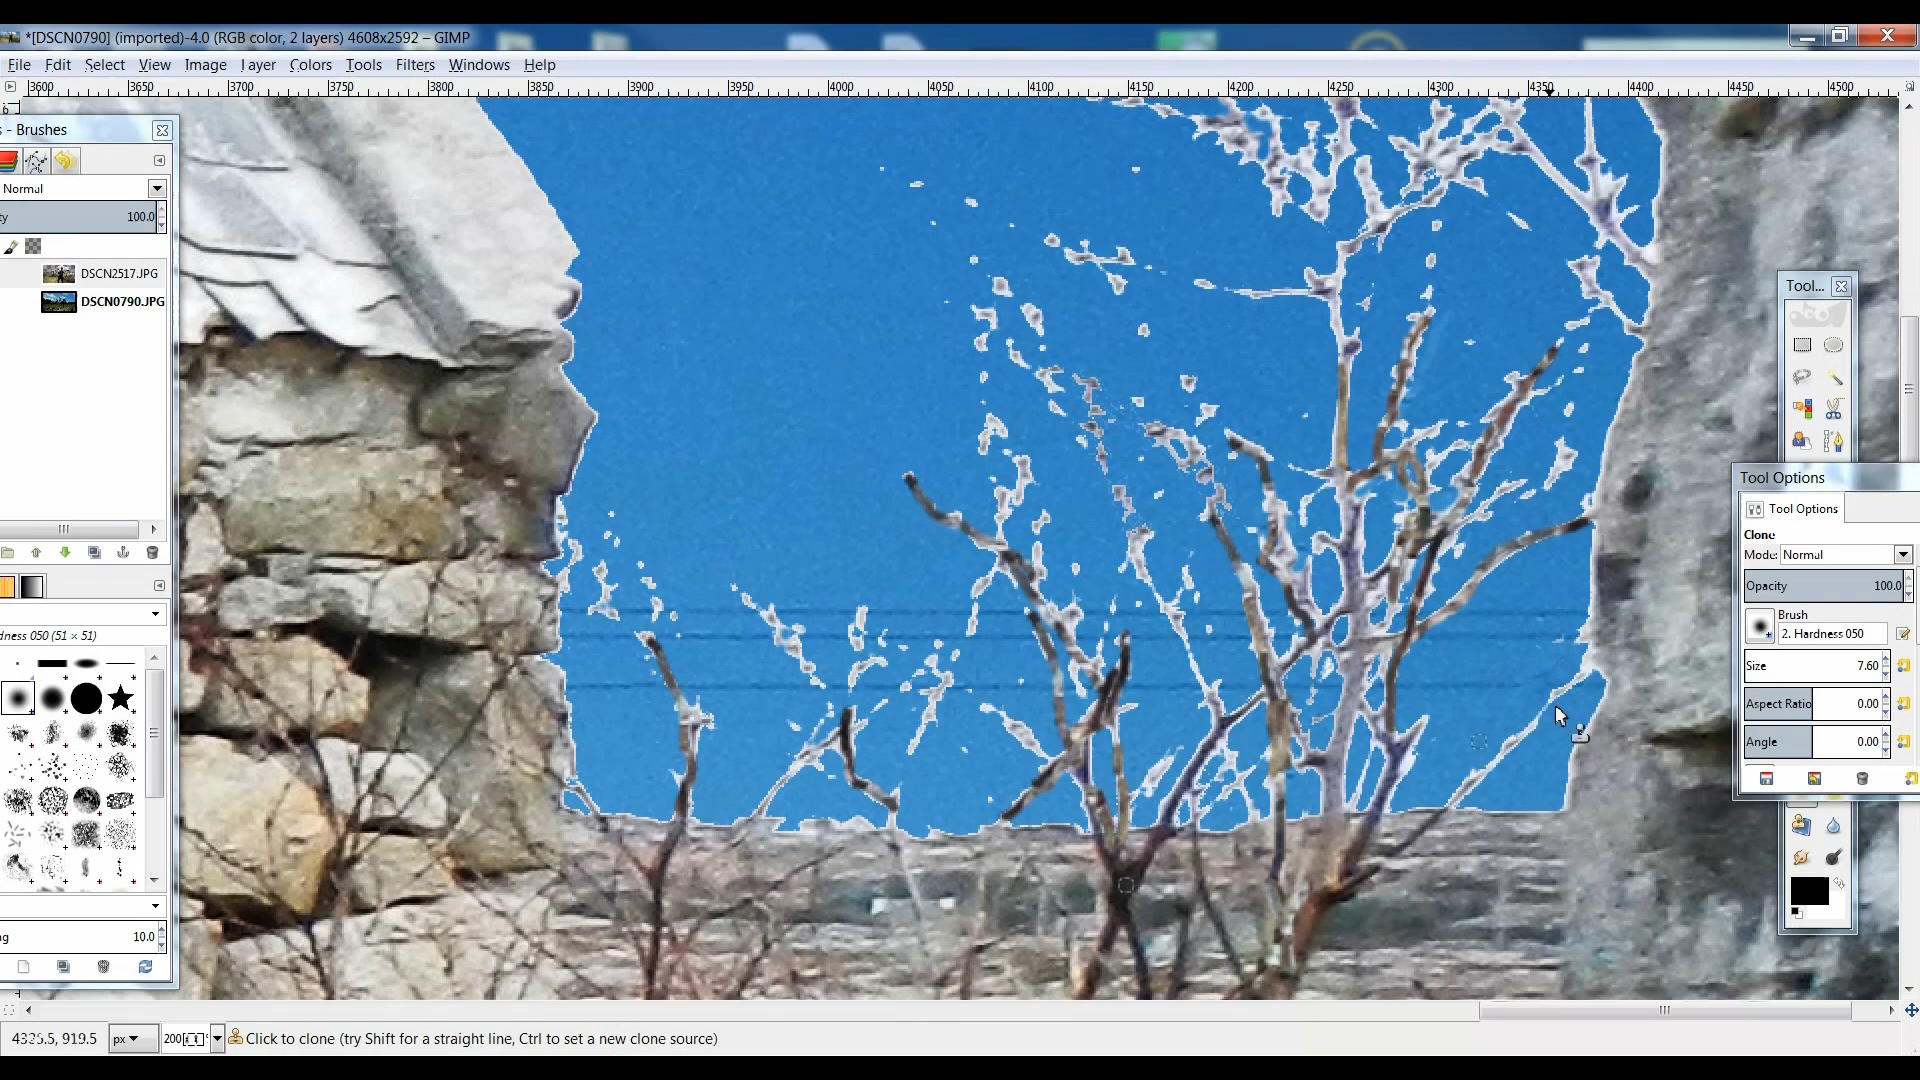 *[DSCN0790] (imported)-4.0 (RGB color, 2 layers) 4608x2592 – GIMP
File Edit Select View Image Layer Colors Tools Filters Windows Help
3600 3650 3700 3750 3800 3850 3900 3950 4000 4050 4100 4150 4200 4250 4300 4350 4400 4450 4500
- Brushes
Normal
100.0
DSCN2517.JPG
DSCN0790.JPG
dness 050 (51 × 51)
10.0
Tool...
Tool Options
Tool Options
Clone
Mode: Normal
Opacity 100.0
Brush
2. Hardness 050
Size 7.60
Aspect Ratio 0.00
Angle 0.00
919.5 px 200 Click to clone (try Shift for a straight line, Ctrl to set a new clone source)